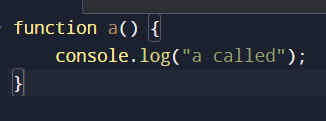 function a() {
    console.log("a called");
}